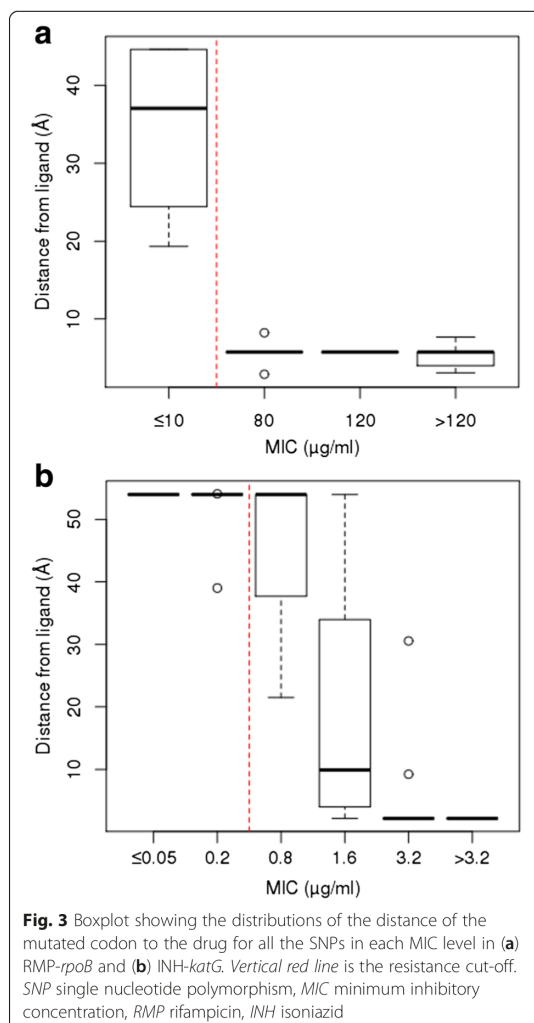 a
Distance from ligand (Å)
40
30
20
10
≤10 80 120 >120
MIC (μg/ml)
b
Distance from ligand (Å)
50
40
30
20
10
≤0.05 0.2 0.8 1.6 3.2 >3.2
MIC (μg/ml)
Fig. 3 Boxplot showing the distributions of the distance of the
mutated codon to the drug for all the SNPs in each MIC level in (a)
RMP-rpoB and (b) INH-katG. Vertical red line is the resistance cut-off.
SNP single nucleotide polymorphism, MIC minimum inhibitory
concentration, RMP rifampicin, INH isoniazid